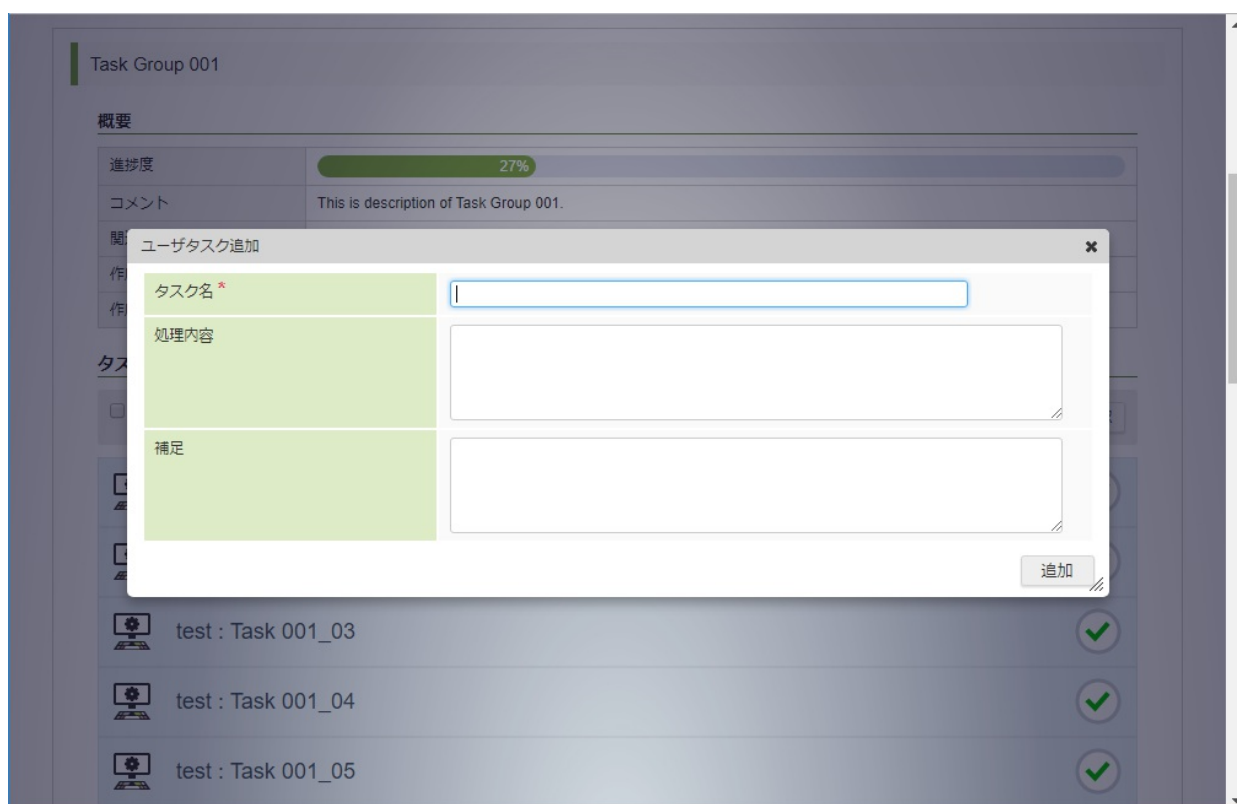 Task Group 001
概要
進捗度 27%
コメント This is description of Task Group 001.
ユーザタスク追加
タスク名 *
処理内容
補足
追加
test : Task 001_03
test : Task 001_04
test : Task 001_05